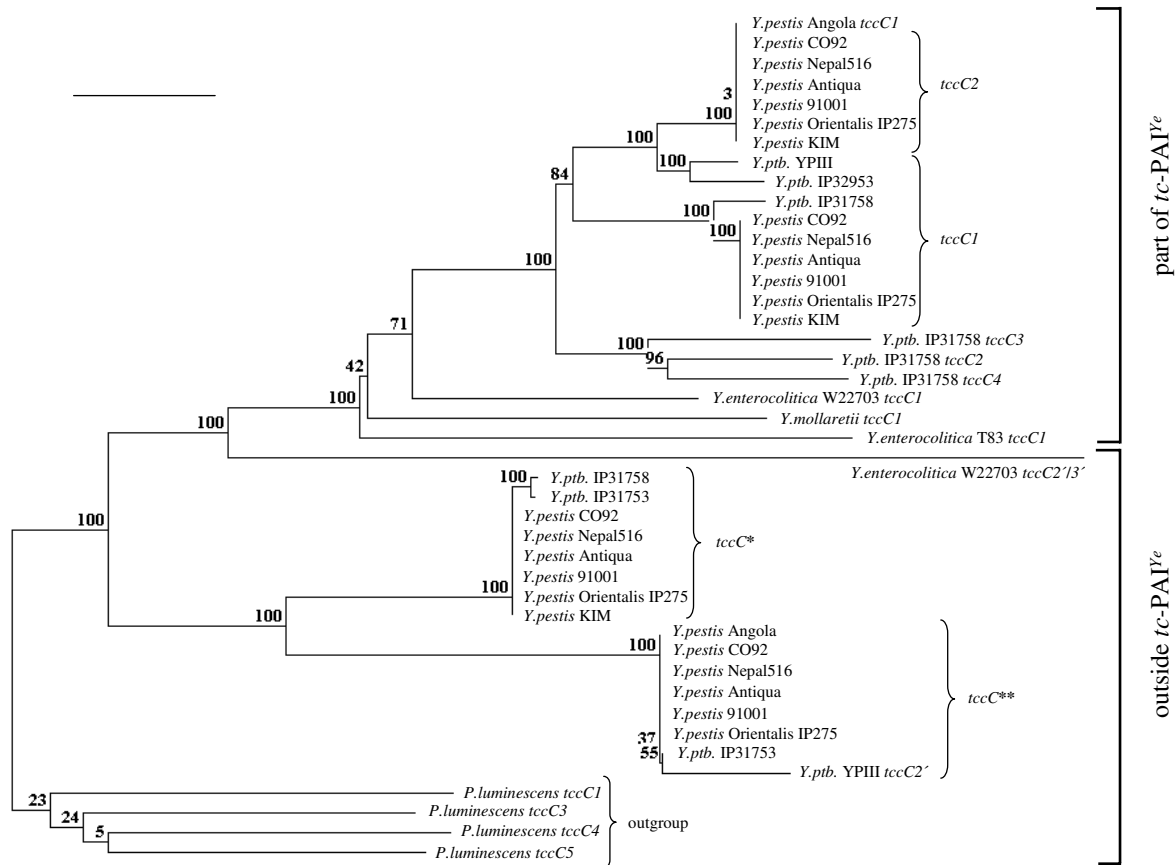 Y.pestis Angola tccC1
Y.pestis CO92
Y.pestis Nepal516
Y.pestis Antiqua
tccC2
3
Y.pestis 91001
100
Y.pestis Orientalis IP275
Y.pestis KIM
100
Y.ptb. YPIII
100
84
Y.ptb. IP32953
Y.ptb. IP31758
100
Y.pestis CO92
100
Y.pestis Nepal516
tccC1
Y.pestis Antiqua
100
Y.pestis 91001
Y.pestis Orientalis IP275
Y.pestis KIM
71
100
Y.ptb. IP31758 tccC3
96
Y.ptb. IP31758 tccC2
42
Y.ptb. IP31758 tccC4
Y.enterocolitica W22703 tccC1
100
Y.mollaretii tccC1
100
Y.enterocolitica T83 tccC1
Y.enterocolitica W22703 tccC2´/3´
part of tc-PAIYe
100
Y.ptb. IP31758
Y.ptb. IP31753
Y.pestis CO92
100
Y.pestis Nepal516
tccC*
Y.pestis Antiqua
Y.pestis 91001
100
Y.pestis Orientalis IP275
100
Y.pestis KIM
Y.pestis Angola
100
Y.pestis CO92
Y.pestis Nepal516
Y.pestis Antiqua
tccC**
Y.pestis 91001
37
Y.pestis Orientalis IP275
55
Y.ptb. IP31753
Y.ptb. YPIII tccC2´
outside tc-PAIYe
23
P.luminescens tccC1
24
P.luminescens tccC3
outgroup
5
P.luminescens tccC4
P.luminescens tccC5